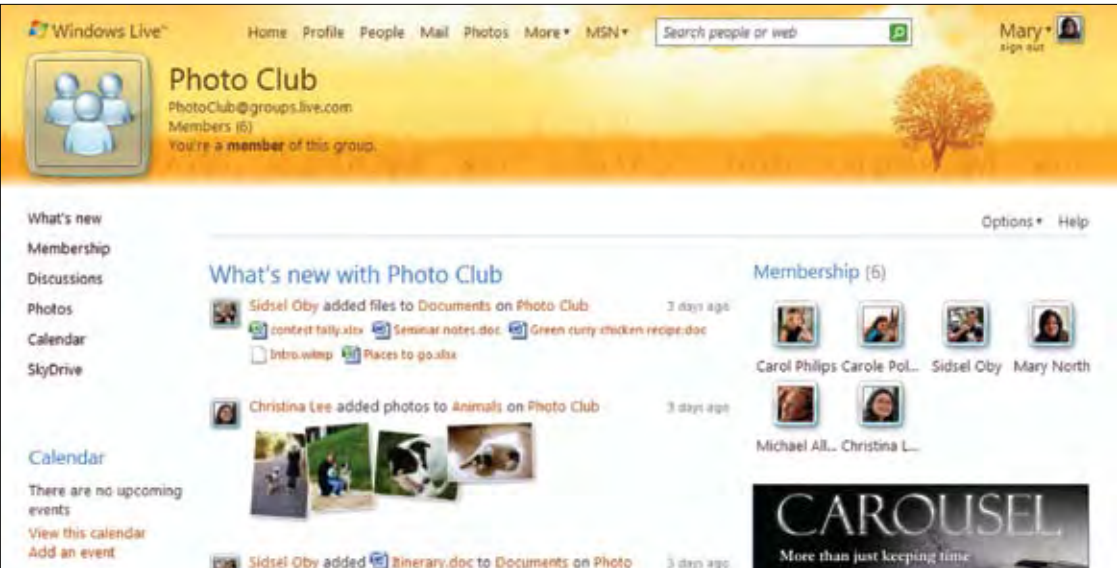 Windows Live™
Home Profile People Mail Photos More MSN
Search people or web
Mary
sign out
Photo Club
PhotoClub@groups.live.com
Members (6)
You're a member of this group.
What's new
Membership
Discussions
Photos
Calendar
SkyDrive
Options Help
What's new with Photo Club
Sidsel Oby added files to Documents on Photo Club 3 days ago
contest tally.xlsx Seminar notes.doc Green curry chicken recipe.doc
Intro.wlmp Places to go.xlsx
Christina Lee added photos to Animals on Photo Club 3 days ago
Sidsel Oby added Itinerary.doc to Documents on Photo 3 days ago
Calendar
There are no upcoming
events
View this calendar
Add an event
Membership (6)
Carol Philips Carole Pol... Sidsel Oby Mary North
Michael All... Christina L...
CAROUSEL
More than just keeping time